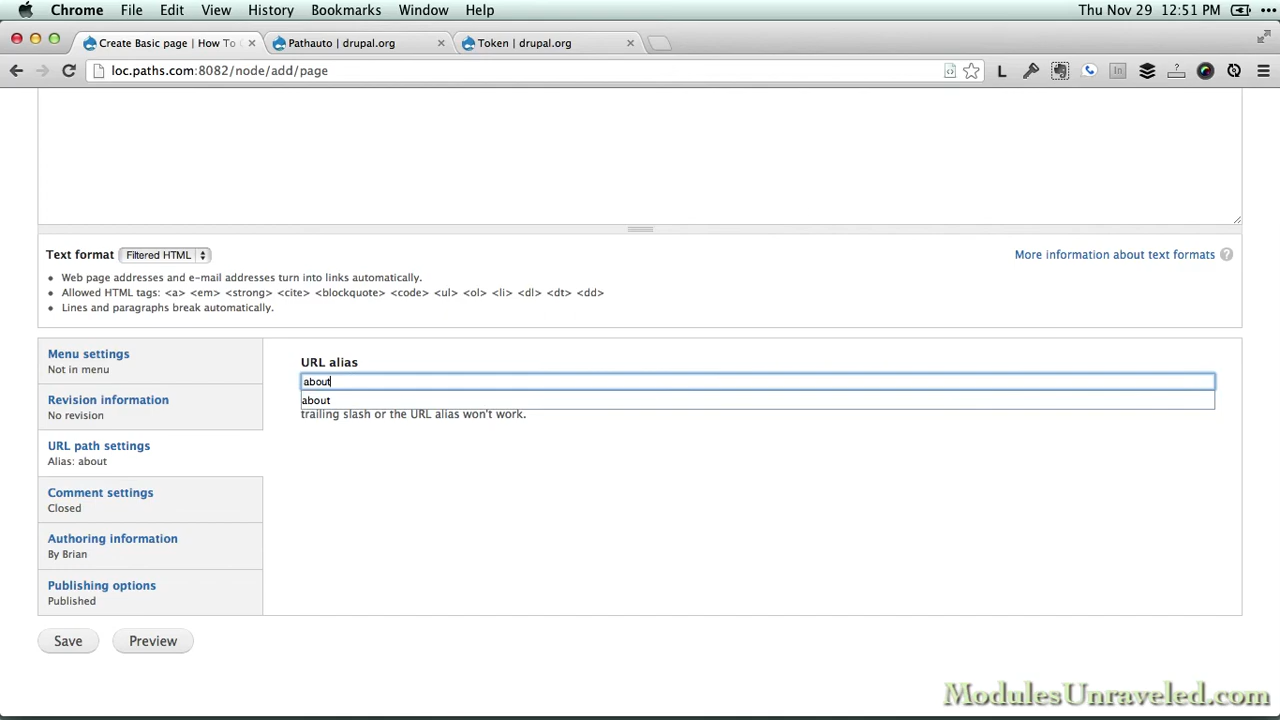 Chrome File Edit View History Bookmarks Window Help Thu Nov 29 12:51 PM
Create Basic page | How To Pathauto | drupal.org Token | drupal.org
loc.paths.com:8082/node/add/page
Text format Filtered HTML More information about text formats ?
Web page addresses and e-mail addresses turn into links automatically.
Allowed HTML tags: <a> <em> <strong> <cite> <blockquote> <code> <ul> <ol> <li> <dl> <dt> <dd>
Lines and paragraphs break automatically.
Menu settings
Not in menu
Revision information
No revision
URL path settings
Alias: about
Comment settings
Closed
Authoring information
By Brian
Publishing options
Published
URL alias
about
about
trailing slash or the URL alias won't work.
Save Preview
ModulesUnraveled.com